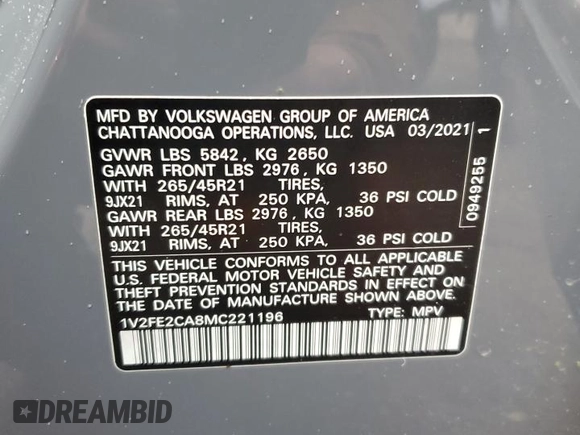 MFD BY VOLKSWAGEN GROUP OF AMERICA
CHATTANOOGA OPERATIONS, LLC. USA 03/2021
GVWR LBS 5842 , KG 2650
GAWR FRONT LBS 2976 , KG 1350
WITH 265/45R21 TIRES,
9JX21 RIMS, AT 250 KPA, 36 PSI COLD
GAWR REAR LBS 2976 , KG 1350
WITH 265/45R21 TIRES,
9JX21 RIMS, AT 250 KPA, 36 PSI COLD
THIS VEHICLE CONFORMS TO ALL APPLICABLE
U.S. FEDERAL MOTOR VEHICLE SAFETY AND
THEFT PREVENTION STANDARDS IN EFFECT ON
THE DATE OF MANUFACTURE SHOWN ABOVE.
1V2FE2CA8MC221196 TYPE: MPV
0949255 1
DREAMBID